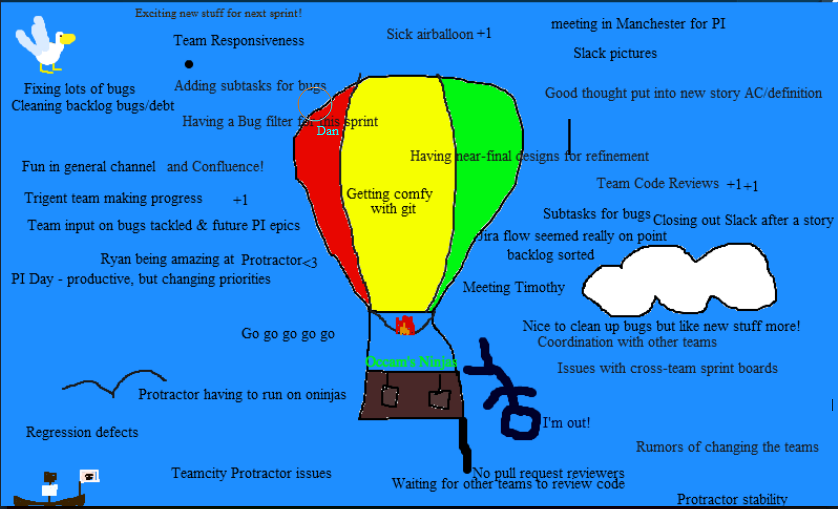 Exciting new stuff for next sprint!
meeting in Manchester for PI
Sick airballoon +1
Team Responsiveness
Slack pictures
Fixing lots of bugs
Adding subtasks for bugs
Good thought put into new story AC/definition
Cleaning backlog bugs/debt
Having a Bug filter for this sprint
Dan
Having near-final designs for refinement
Fun in general channel and Confluence!
Team Code Reviews +1 +1
Trigent team making progress +1
Getting comfy
with git
Subtasks for bugs
Closing out Slack after a story
Team input on bugs tackled & future PI epics
Jira flow seemed really on point
backlog sorted
Ryan being amazing at Protractor <3
PI Day - productive, but changing priorities
Meeting Timothy
Nice to clean up bugs but like new stuff more!
Go go go go go
Coordination with other teams
Occam's Ninjas
Issues with cross-team sprint boards
Protractor having to run on oninjas
I'm out!
Regression defects
Rumors of changing the teams
Teamcity Protractor issues
No pull request reviewers
Waiting for other teams to review code
Protractor stability